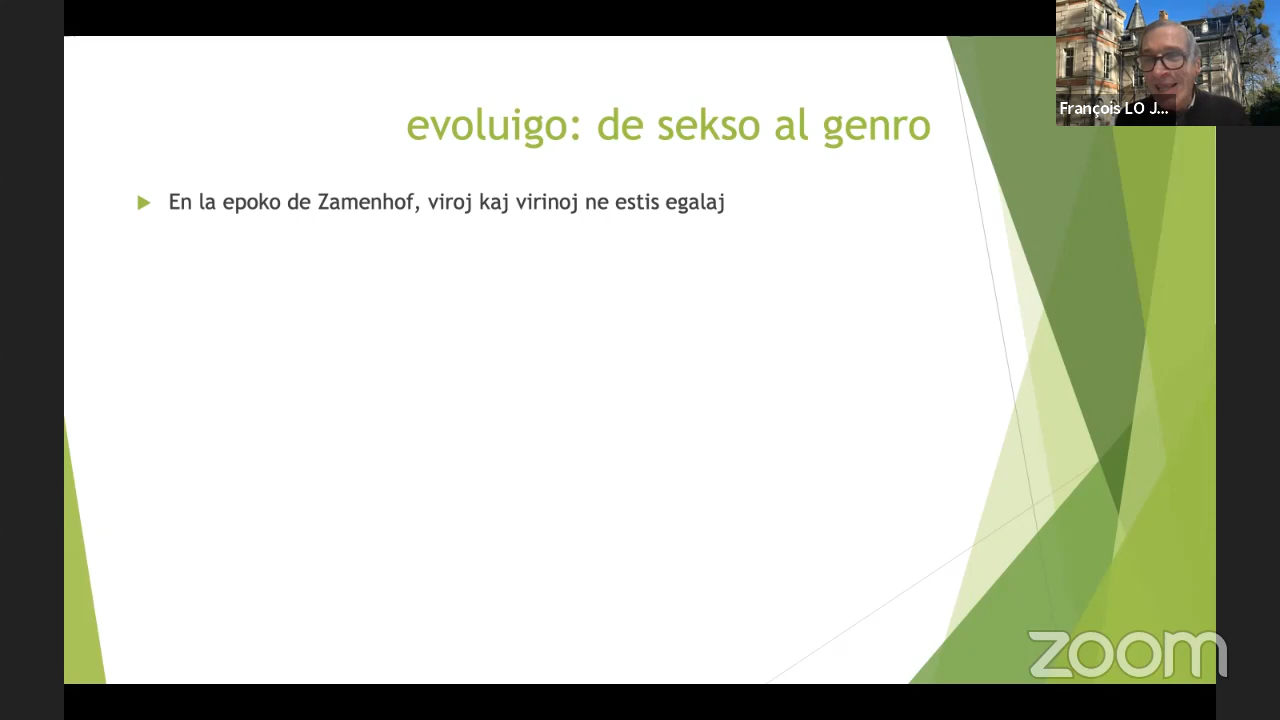 François LO J...
evoluigo: de sekso al genro
En la epoko de Zamenhof, viroj kaj virinoj ne estis egalaj
zoom